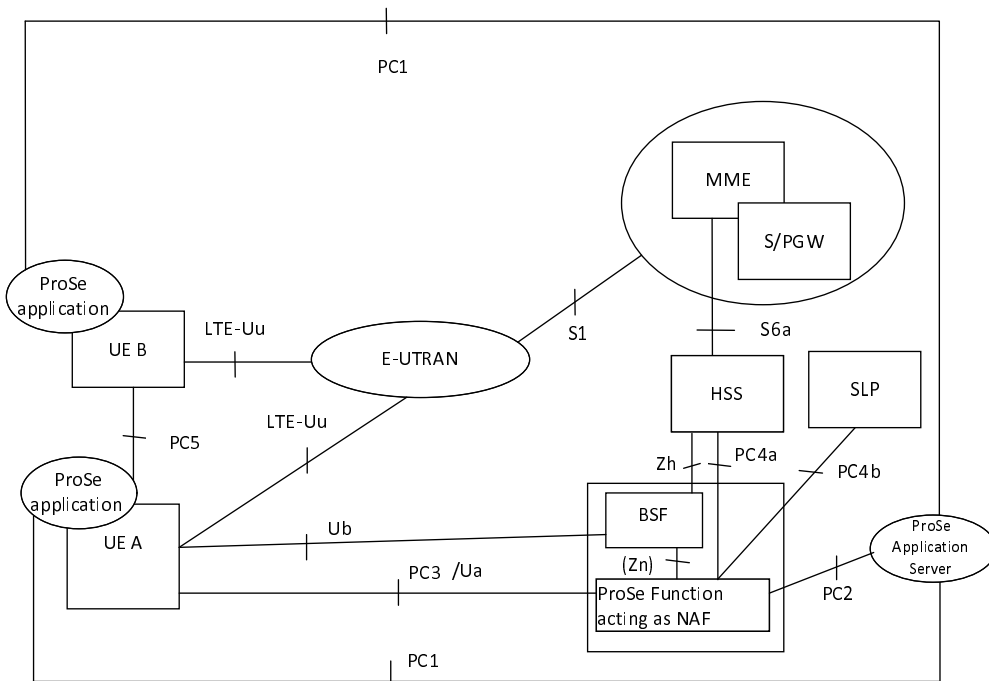 PC1
MME
S/PGW
ProSe
application
UE B
LTE-Uu
E-UTRAN
S1
S6a
HSS
SLP
LTE-Uu
PC5
Zh
PC4a
PC4b
ProSe
application
UE A
Ub
BSF
(Zn)
ProSe
Application
Server
PC3 /Ua
ProSe Function
acting as NAF
PC2
PC1